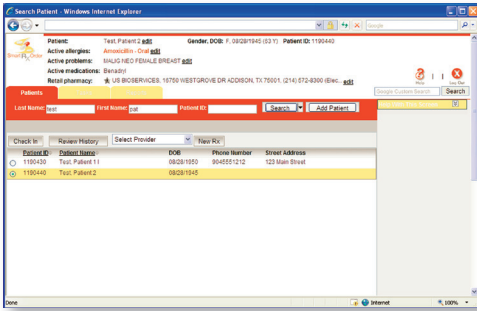 Search Patient - Windows Internet Explorer
Google
Patient: Test, Patient 2 edit Gender, DOB: F, 08/28/1945 (53 Y) Patient ID: 1190440
Active allergies: Amoxicillin - Oral edit
Active problems: MALIG NEO FEMALE BREAST edit
Active medications: Benadryl
Retail pharmacy: US BIOSERVICES, 16750 WESTGROVE DR ADDISON, TX 75001, (214) 572-9300 (Elec... edit
Help Log Out
Patients
Google Custom Search Search
Last Name: test First Name: pat Patient ID: Search Add Patient
Check In Review History Select Provider New Rx
Patient ID Patient Name DOB Phone Number Street Address
1190430 Test, Patient 1 I 08/28/1950 9045551212 123 Main Street
1190440 Test, Patient 2 08/28/1945
Done Internet 100%